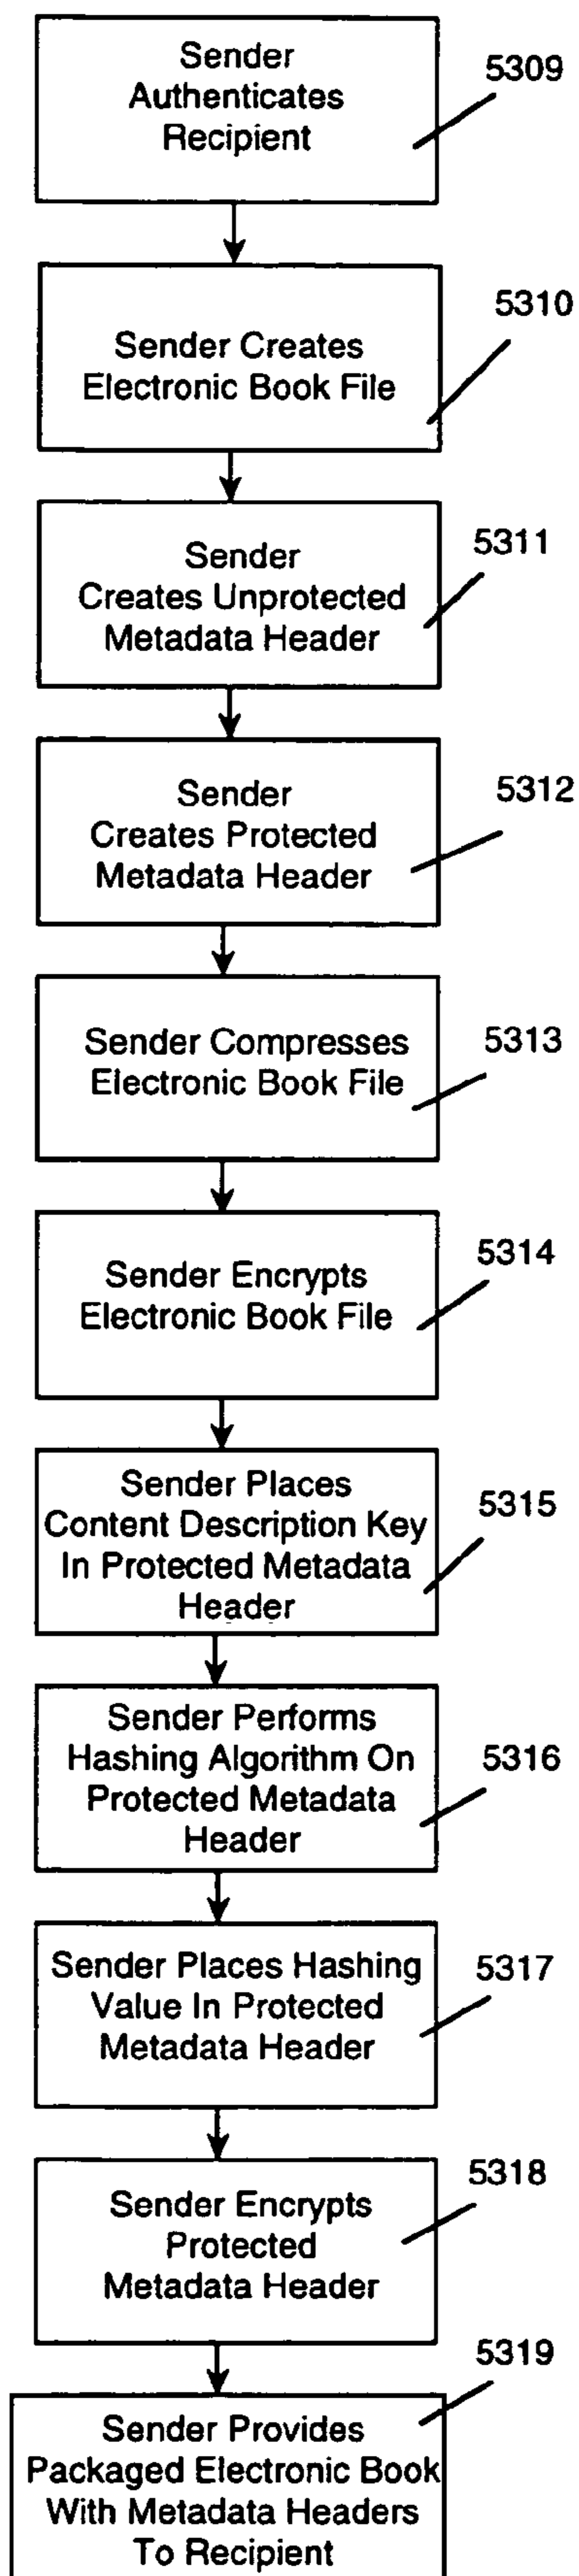 Sender
Authenticates
Recipient
5309
Sender Creates
Electronic Book File
5310
Sender
Creates Unprotected
Metadata Header
5311
Sender
Creates Protected
Metadata Header
5312
Sender Compresses
Electronic Book File
5313
Sender Encrypts
Electronic Book File
5314
Sender Places
Content Description Key
In Protected Metadata
Header
5315
Sender Performs
Hashing Algorithm On
Protected Metadata
Header
5316
Sender Places Hashing
Value In Protected
Metadata Header
5317
Sender Encrypts
Protected
Metadata Header
5318
Sender Provides
Packaged Electronic Book
With Metadata Headers
To Recipient
5319